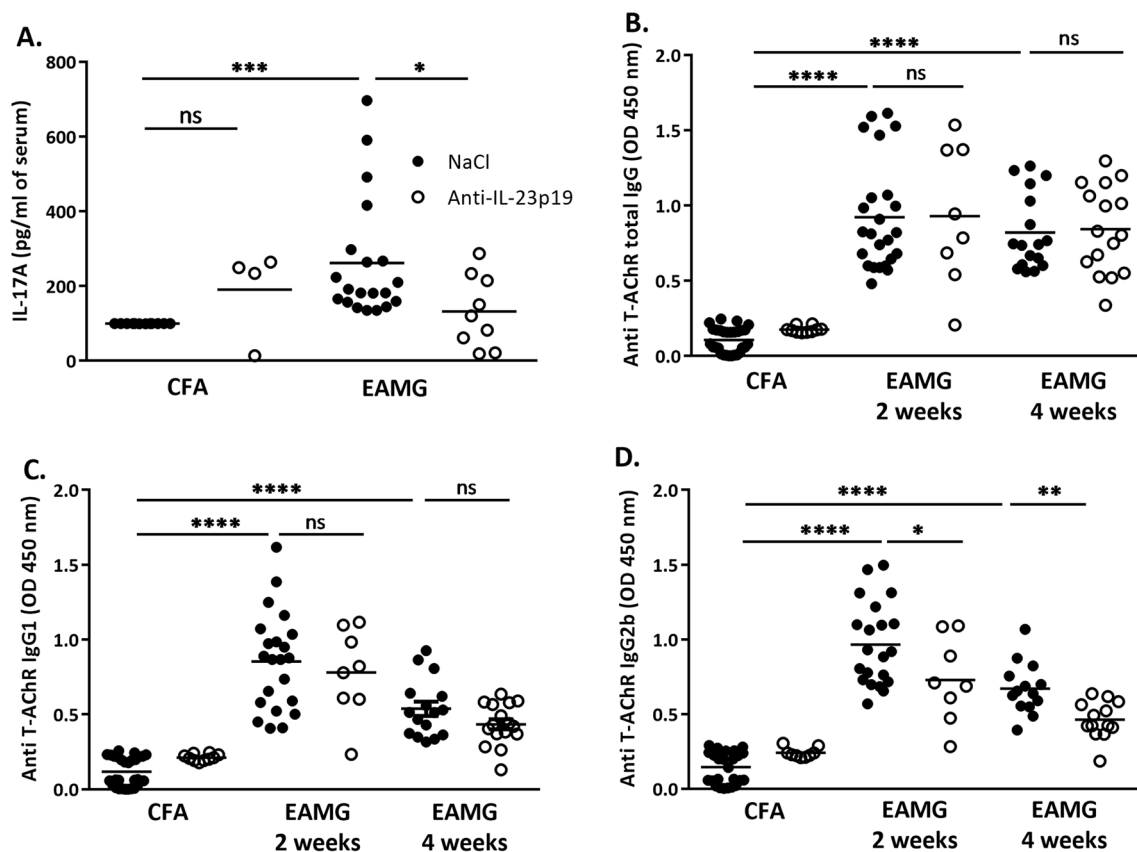 A.
IL-17A (pg/ml of serum)
800
600
400
200
0
***
*
ns
NaCl
Anti-IL-23p19
CFA
EAMG
B.
Anti T-AChR total IgG (OD 450 nm)
2.0
1.5
1.0
0.5
0.0
****
ns
****
ns
CFA
EAMG
2 weeks
EAMG
4 weeks
C.
Anti T-AChR IgG1 (OD 450 nm)
2.0
1.5
1.0
0.5
0.0
****
ns
****
ns
CFA
EAMG
2 weeks
EAMG
4 weeks
D.
Anti T-AChR IgG2b (OD 450 nm)
2.0
1.5
1.0
0.5
0.0
****
**
****
*
CFA
EAMG
2 weeks
EAMG
4 weeks